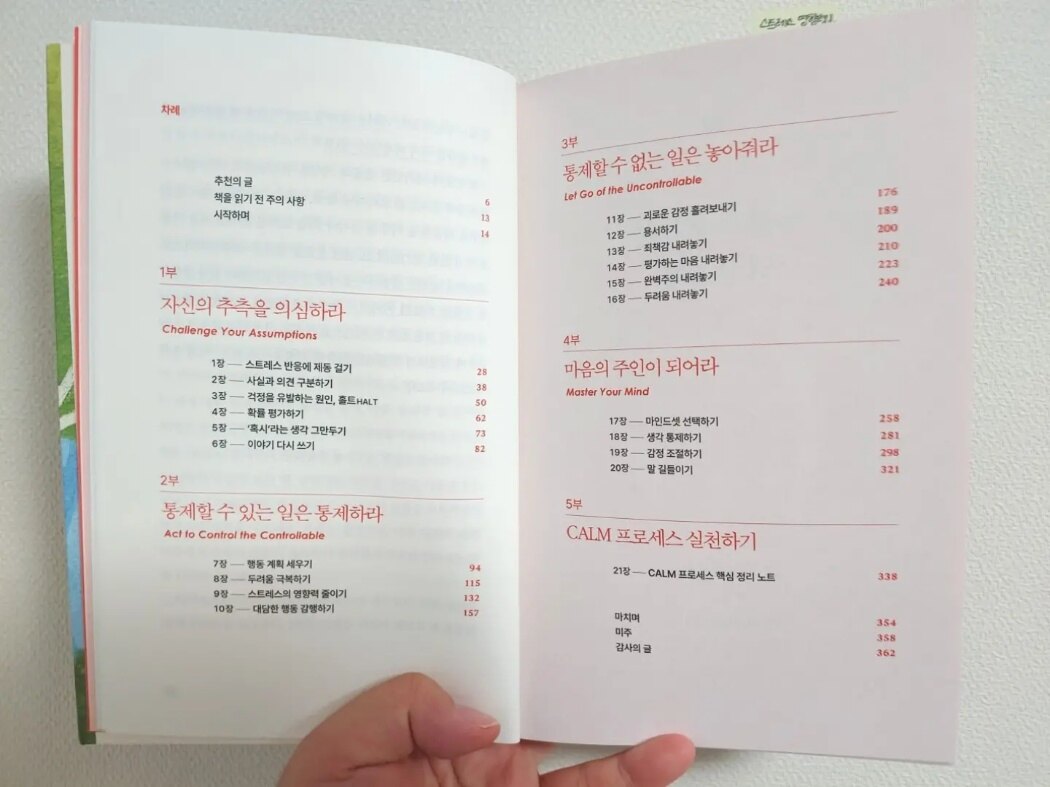 차례
추천의 글 6
책을 읽기 전 주의 사항 13
시작하며 14
1부
자신의 추측을 의심하라
Challenge Your Assumptions
1장 — 스트레스 반응에 제동 걸기 28
2장 — 사실과 의견 구분하기 38
3장 — 걱정을 유발하는 원인, 홀트HALT 50
4장 — 확률 평가하기 62
5장 — ‘혹시’라는 생각 그만두기 73
6장 — 이야기 다시 쓰기 82
2부
통제할 수 있는 일은 통제하라
Act to Control the Controllable
7장 — 행동 계획 세우기 94
8장 — 두려움 극복하기 115
9장 — 스트레스의 영향력 줄이기 132
10장 — 대담한 행동 감행하기 157
스트레스
3부
통제할 수 없는 일은 놓아줘라
Let Go of the Uncontrollable
11장 — 괴로운 감정 흘려보내기 176
12장 — 용서하기 189
13장 — 죄책감 내려놓기 200
14장 — 평가하는 마음 내려놓기 210
15장 — 완벽주의 내려놓기 223
16장 — 두려움 내려놓기 240
4부
마음의 주인이 되어라
Master Your Mind
17장 — 마인드셋 선택하기 258
18장 — 생각 통제하기 281
19장 — 감정 조절하기 298
20장 — 말 길들이기 321
5부
CALM 프로세스 실천하기
21장 — CALM 프로세스 핵심 정리 노트 338
마치며 354
미주 358
감사의 글 362